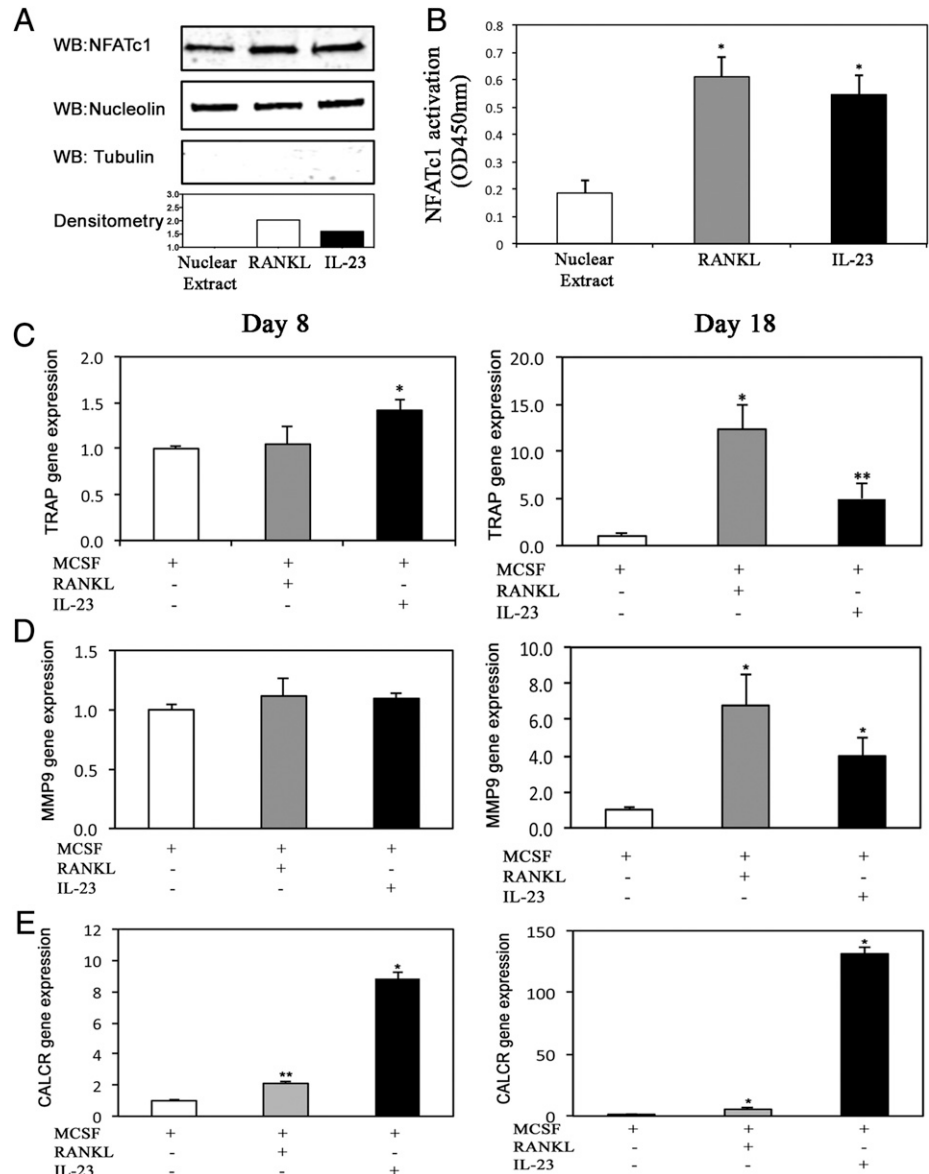 A
WB:NFATc1
WB:Nucleolin
WB: Tubulin
Densitometry
3.0
2.5
2.0
1.5
1.0
Nuclear Extract RANKL IL-23
B
NFATc1 activation (OD450nm)
0.8
0.7
0.6
0.5
0.4
0.3
0.2
0.1
0
* *
Nuclear Extract RANKL IL-23
Day 8
Day 18
C
TRAP gene expression
2.0
1.5
1.0
0.5
0.0
*
MCSF + + +
RANKL - + -
IL-23 - - +
TRAP gene expression
20.0
15.0
10.0
5.0
0.0
* **
MCSF + + +
RANKL - + -
IL-23 - - +
D
MMP9 gene expression
1.5
1.0
0.5
0.0
MCSF + + +
RANKL - + -
IL-23 - - +
MMP9 gene expression
10.0
8.0
6.0
4.0
2.0
0.0
* *
MCSF + + +
RANKL - + -
IL-23 - - +
E
CALCR gene expression
12
10
8
6
4
2
0
** *
MCSF + + +
RANKL - + -
IL-23 - - +
CALCR gene expression
150
100
50
0
* *
MCSF + + +
RANKL - + -
IL-23 - - +